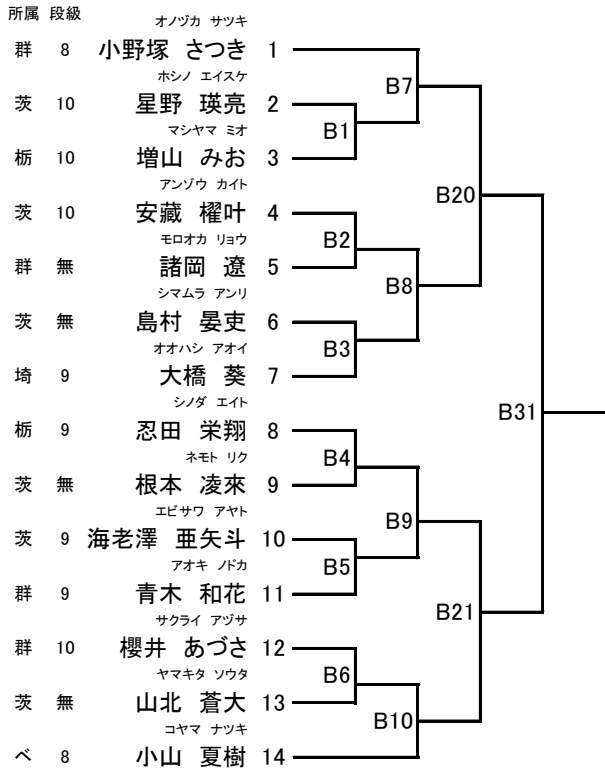 所属 段級
オノヅカ サツキ
群 8 小野塚 さつき 1
ホシノ エイスケ
茨 10 星野 瑛亮 2
マシヤマ ミオ
栃 10 増山 みお 3
アンゾウ カイト
茨 10 安藏 櫂叶 4
モロオカ リョウ
群 無 諸岡 遼 5
シマムラ アンリ
茨 無 島村 晏吏 6
オオハシ アオイ
埼 9 大橋 葵 7
シノダ エイト
栃 9 忍田 栄翔 8
ネモト リク
茨 無 根本 凌來 9
エビサワ アヤト
茨 9 海老澤 亜矢斗 10
アオキ ノドカ
群 9 青木 和花 11
サクライ アヅサ
群 10 櫻井 あづさ 12
ヤマキタ ソウタ
茨 無 山北 蒼大 13
コヤマ ナツキ
ベ 8 小山 夏樹 14
B1
B2
B3
B4
B5
B6
B7
B8
B9
B10
B20
B21
B31